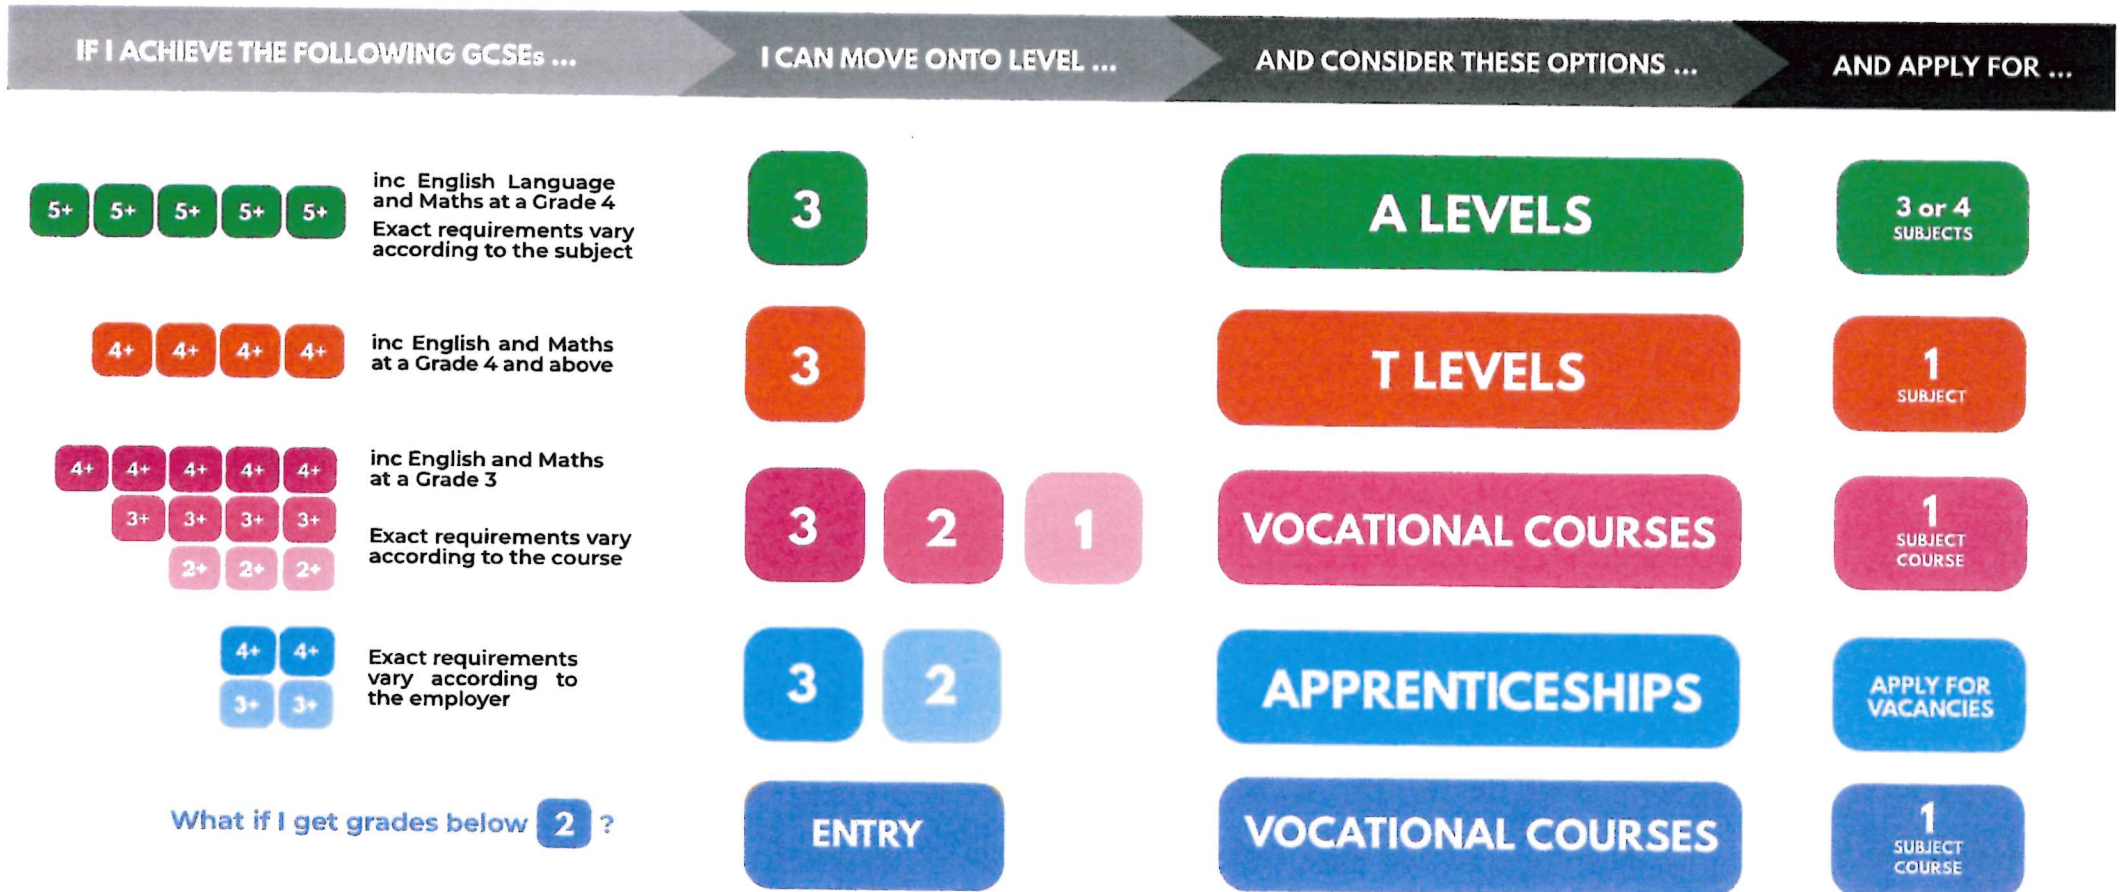 IF I ACHIEVE THE FOLLOWING GCSEs ...
I CAN MOVE ONTO LEVEL ...
AND CONSIDER THESE OPTIONS ...
AND APPLY FOR ...
5+ 5+ 5+ 5+ 5+
inc English Language
and Maths at a Grade 4
Exact requirements vary
according to the subject
3
A LEVELS
3 or 4
SUBJECTS
4+ 4+ 4+ 4+
inc English and Maths
at a Grade 4 and above
3
T LEVELS
1
SUBJECT
4+ 4+ 4+ 4+ 4+
3+ 3+ 3+ 3+
2+ 2+ 2+
inc English and Maths
at a Grade 3
Exact requirements vary
according to the course
3 2 1
VOCATIONAL COURSES
1
SUBJECT
COURSE
4+ 4+
3+ 3+
Exact requirements
vary according to
the employer
3 2
APPRENTICESHIPS
APPLY FOR
VACANCIES
What if I get grades below 2 ?
ENTRY
VOCATIONAL COURSES
1
SUBJECT
COURSE